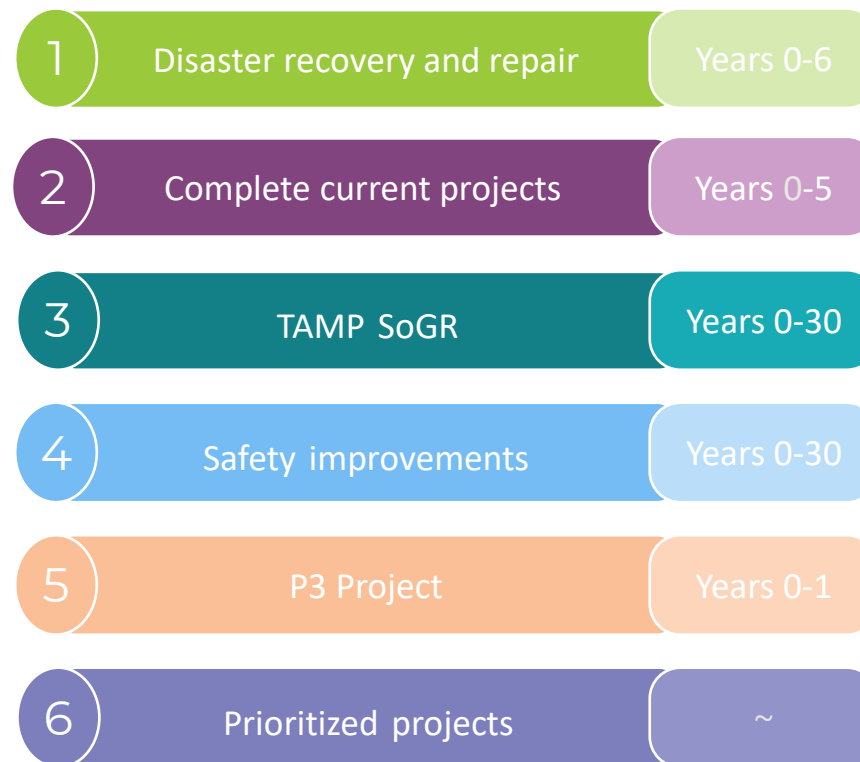 1 Disaster recovery and repair Years 0-6
2 Complete current projects Years 0-5
3 TAMP SoGR Years 0-30
4 Safety improvements Years 0-30
5 P3 Project Years 0-1
6 Prioritized projects ~